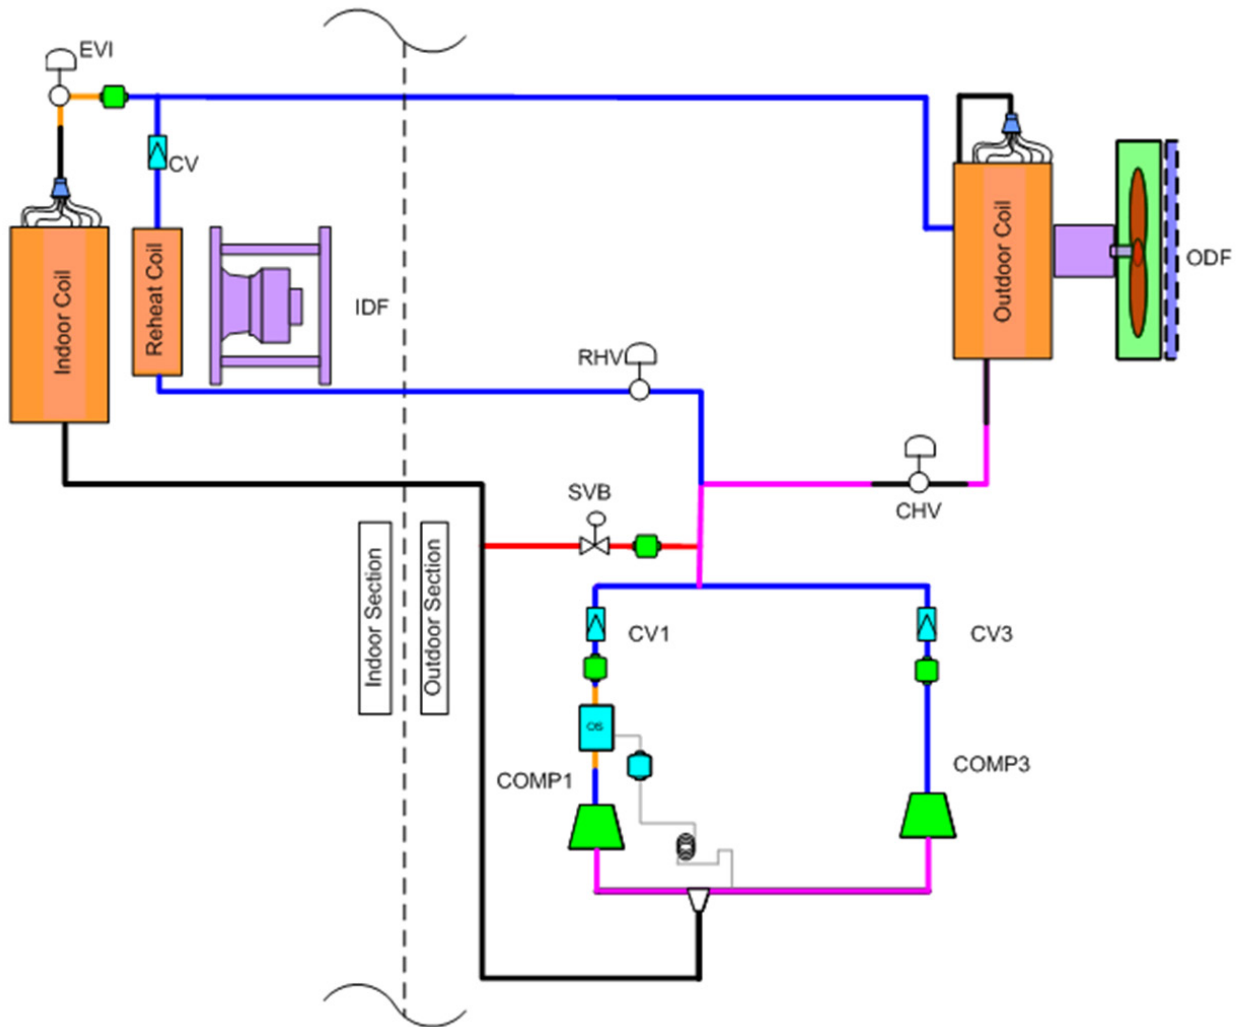 EVI
CV
Indoor Coil
Reheat Coil
IDF
Outdoor Coil
ODF
RHV
CHV
SVB
Indoor Section
Outdoor Section
CV1
CV3
OS
COMP1
COMP3